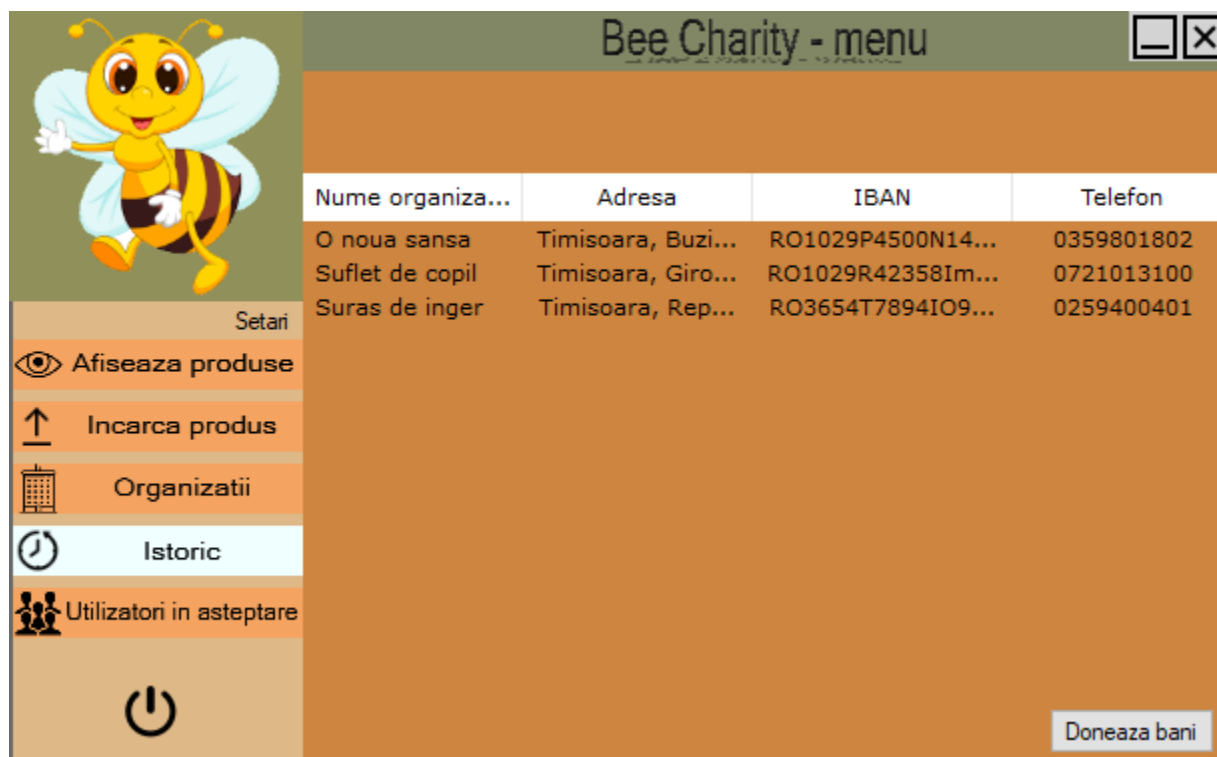 Bee Charity - menu
Nume organiza... Adresa IBAN Telefon
O noua sansa Timisoara, Buzi... RO1029P4500N14... 0359801802
Suflet de copil Timisoara, Giro... RO1029R42358Im... 0721013100
Suras de inger Timisoara, Rep... RO3654T7894IO9... 0259400401
Setari
Afiseaza produse
Incarca produs
Organizatii
Istoric
Utilizatori in asteptare
Doneaza bani